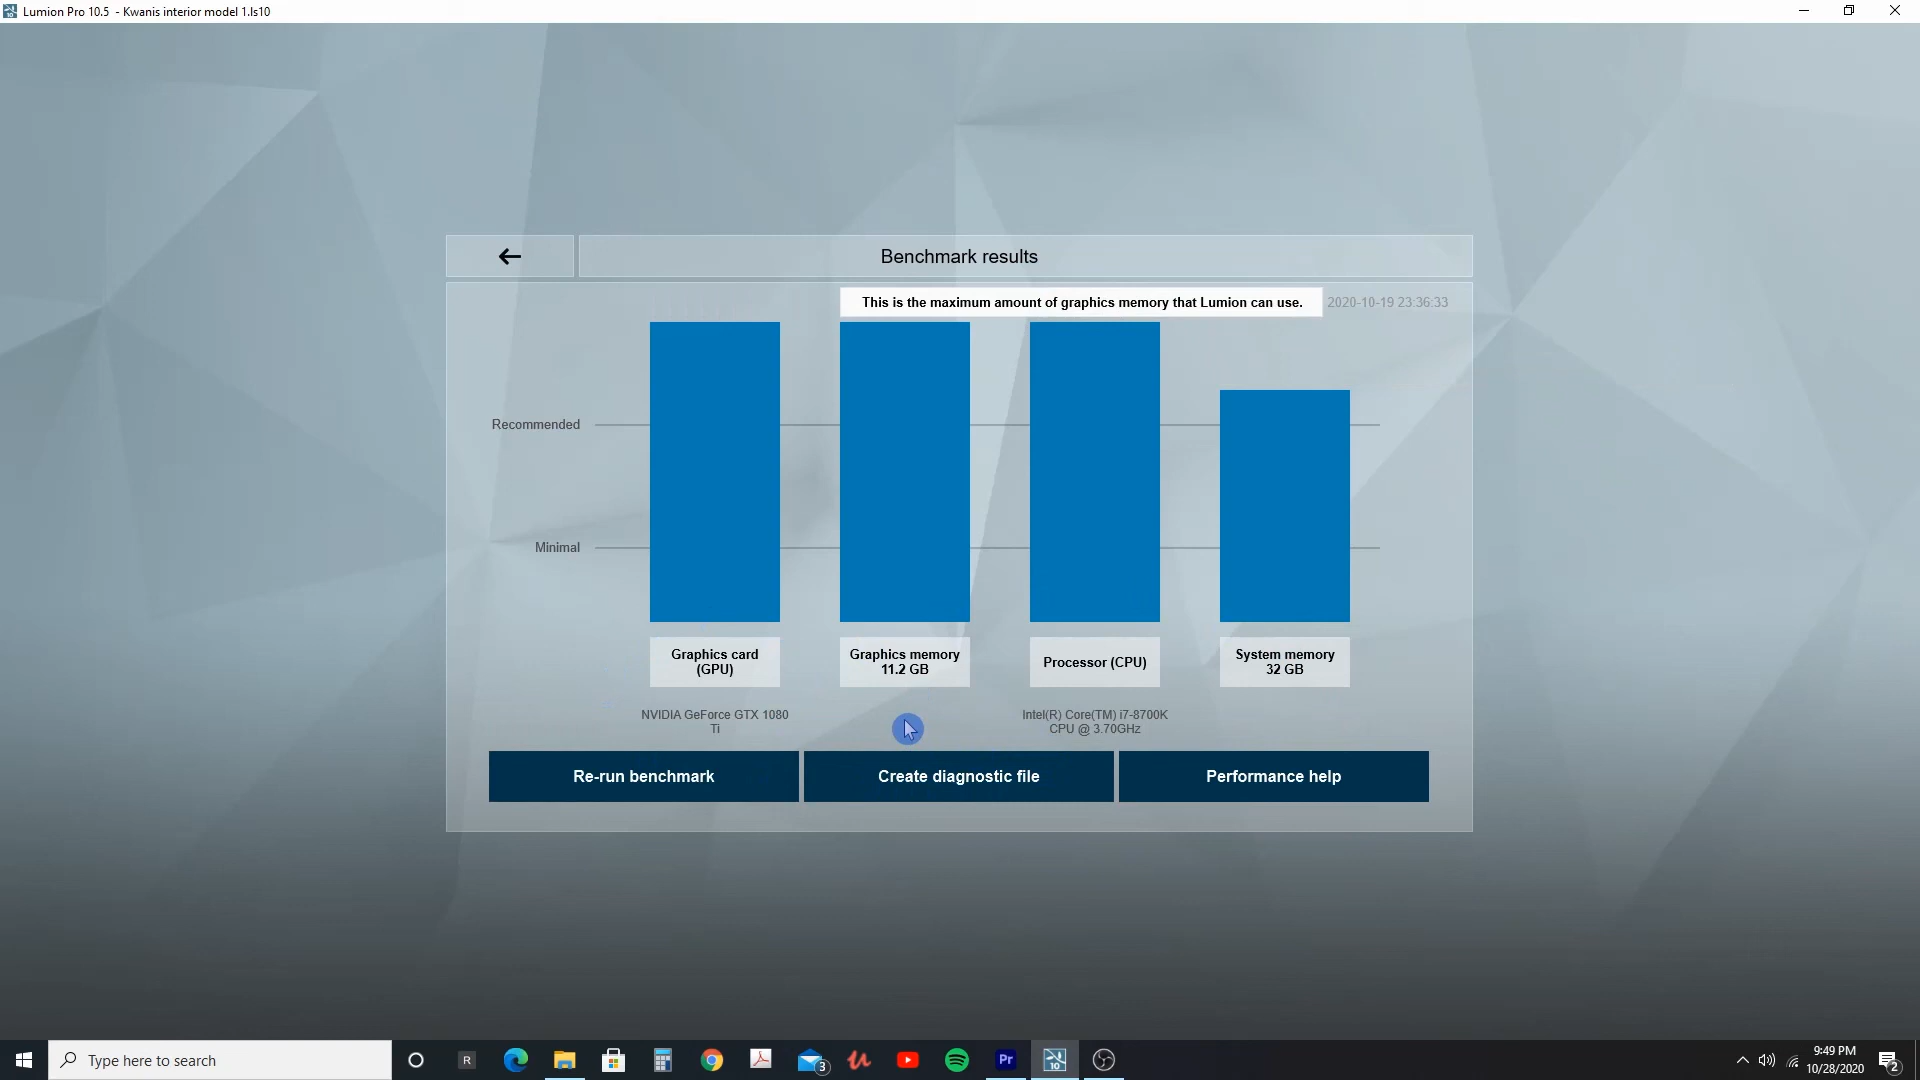 Lumion Pro 10.5 - Kwanis interior model 1.ls10
Benchmark results
This is the maximum amount of graphics memory that Lumion can use.
2020-10-19 23:36:33
Recommended
Minimal
Graphics card
(GPU)
Graphics memory
11.2 GB
Processor (CPU)
System memory
32 GB
NVIDIA GeForce GTX 1080
Ti
Intel(R) Core(TM) i7-8700K
CPU @ 3.70GHz
Re-run benchmark
Create diagnostic file
Performance help
Type here to search
R
3
Pr
10
9:49 PM
10/28/2020
2